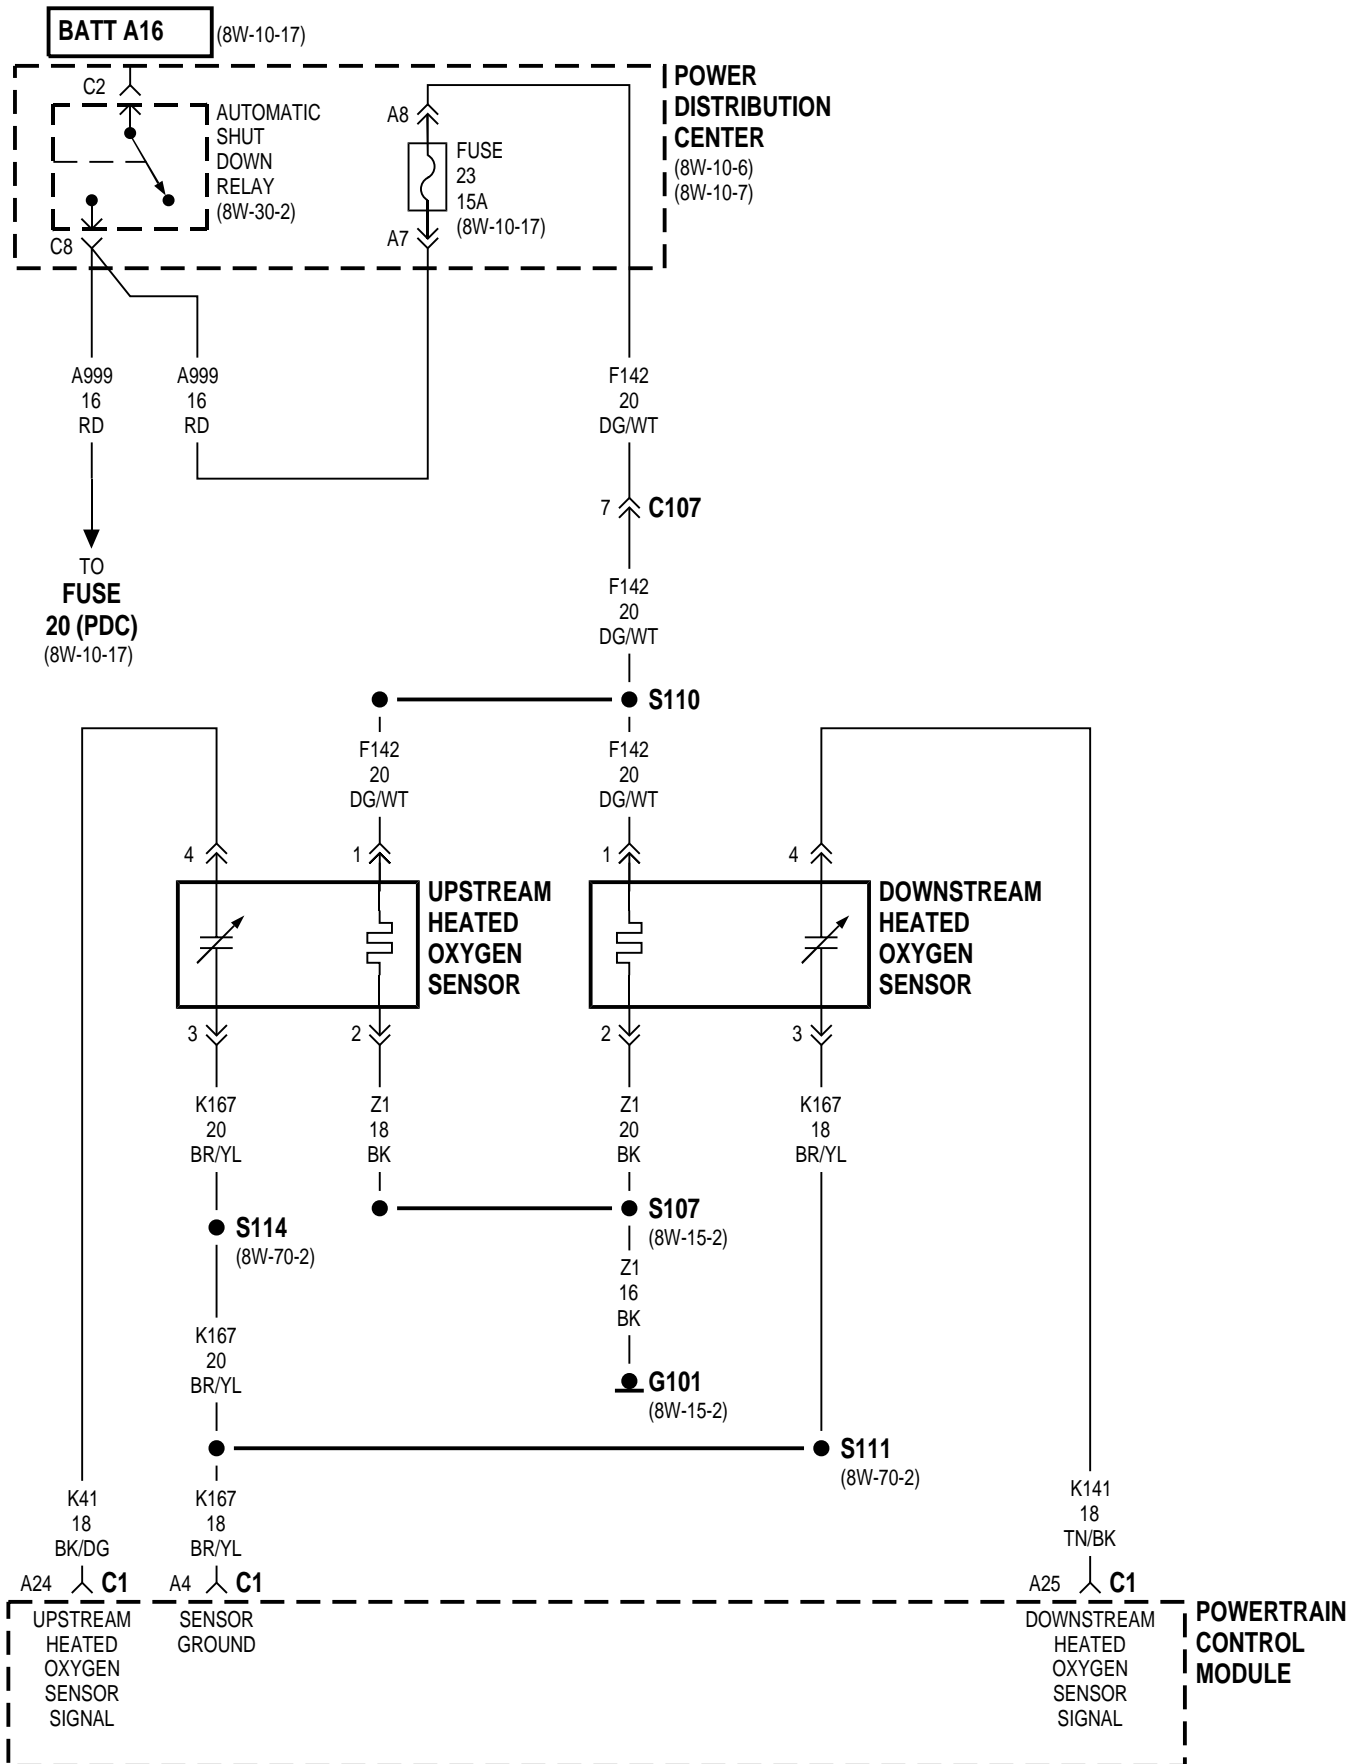 BATT A16
(8W-10-17)
POWER
DISTRIBUTION
CENTER
(8W-10-6)
(8W-10-7)
C2
AUTOMATIC
SHUT
DOWN
RELAY
(8W-30-2)
C8
A8
FUSE
23
15A
(8W-10-17)
A7
A999
16
RD
A999
16
RD
F142
20
DG/WT
7
C107
TO
FUSE
20 (PDC)
(8W-10-17)
F142
20
DG/WT
S110
F142
20
DG/WT
F142
20
DG/WT
4
1
1
4
UPSTREAM
HEATED
OXYGEN
SENSOR
DOWNSTREAM
HEATED
OXYGEN
SENSOR
3
2
2
3
K167
20
BR/YL
Z1
18
BK
Z1
20
BK
K167
18
BR/YL
S114
(8W-70-2)
S107
(8W-15-2)
Z1
16
BK
K167
20
BR/YL
G101
(8W-15-2)
S111
(8W-70-2)
K41
18
BK/DG
K167
18
BR/YL
K141
18
TN/BK
A24
C1
A4
C1
A25
C1
UPSTREAM
HEATED
OXYGEN
SENSOR
SIGNAL
SENSOR
GROUND
DOWNSTREAM
HEATED
OXYGEN
SENSOR
SIGNAL
POWERTRAIN
CONTROL
MODULE